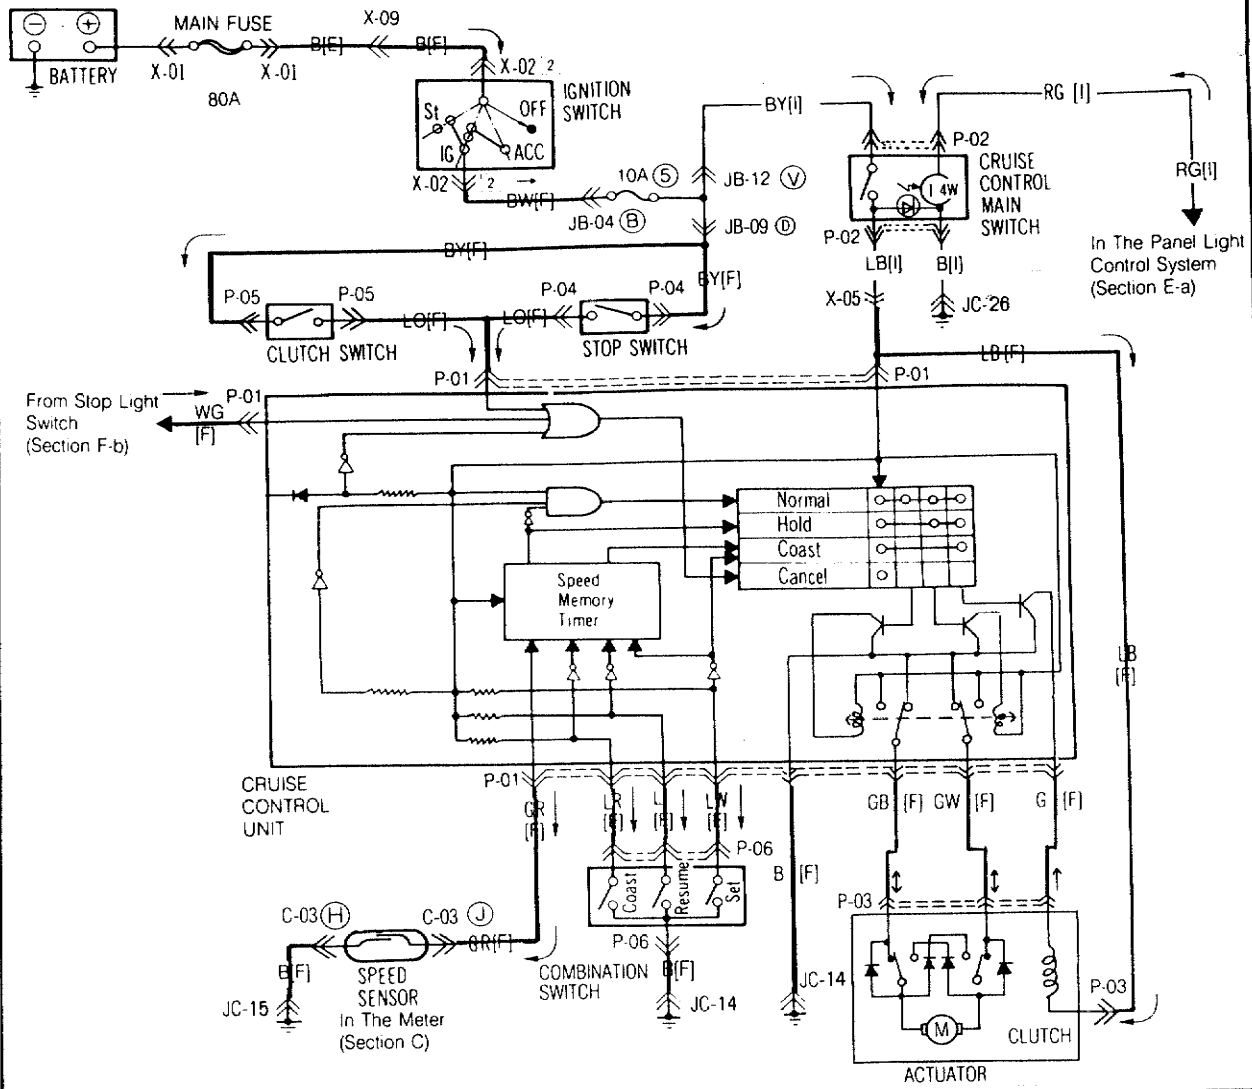 MAIN FUSE
X-09
BATTERY
X-01
X-01
B[E]
B[F]
80A
X-02 2
IGNITION
SWITCH
St
OFF
IG
ACC
X-02 2
BW[F]
10A (5)
JB-04 (B)
JB-12 (V)
JB-09 (D)
BY[I]
RG [I]
P-02
CRUISE
CONTROL
MAIN
SWITCH
1 4W
RG[I]
P-02
LB[I]
B[I]
X-05
JC-26
In The Panel Light
Control System
(Section E-a)
BY[F]
BY[F]
P-05
P-05
P-04
P-04
LO[F]
LO[F]
CLUTCH SWITCH
STOP SWITCH
LB[F]
P-01
P-01
From Stop Light
Switch
(Section F-b)
P-01
WG
[F]
Normal
Hold
Coast
Cancel
Speed
Memory
Timer
LB
[F]
CRUISE
CONTROL
UNIT
P-01
GR
[F]
LR
[F]
L
[F]
LW
[F]
GB [F]
GW [F]
G [F]
B [F]
P-06
Coast
Resume
Set
P-03
C-03 (H)
C-03 (J)
GR[F]
P-06
B[F]
B[F]
SPEED
SENSOR
In The Meter
(Section C)
COMBINATION
SWITCH
JC-15
JC-14
JC-14
P-03
M
CLUTCH
ACTUATOR